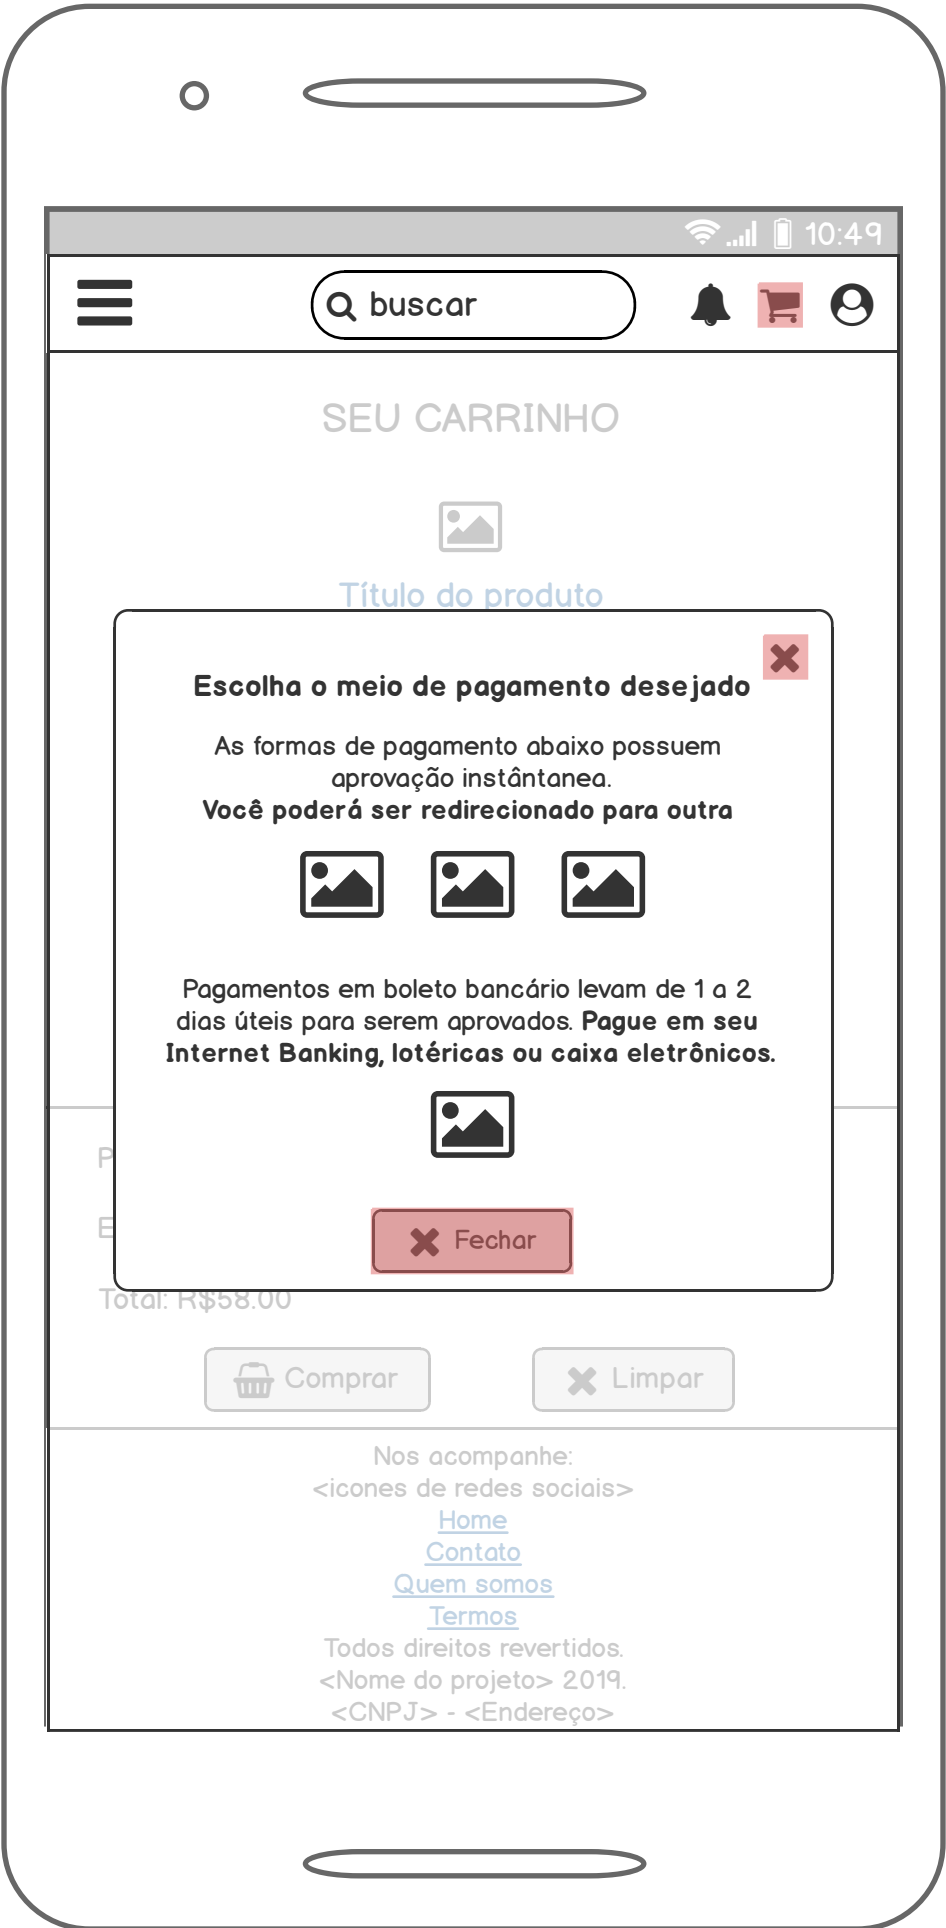 10:49
buscar
SEU CARRINHO
Título do produto
Escolha o meio de pagamento desejado
As formas de pagamento abaixo possuem
aprovação instântanea.
Você poderá ser redirecionado para outra
Pagamentos em boleto bancário levam de 1 a 2
dias úteis para serem aprovados. Pague em seu
Internet Banking, lotéricas ou caixa eletrônicos.
P
E
Fechar
Total: R$58.00
Comprar
Limpar
Nos acompanhe:
<icones de redes sociais>
Home
Contato
Quem somos
Termos
Todos direitos revertidos.
<Nome do projeto> 2019.
<CNPJ> - <Endereço>